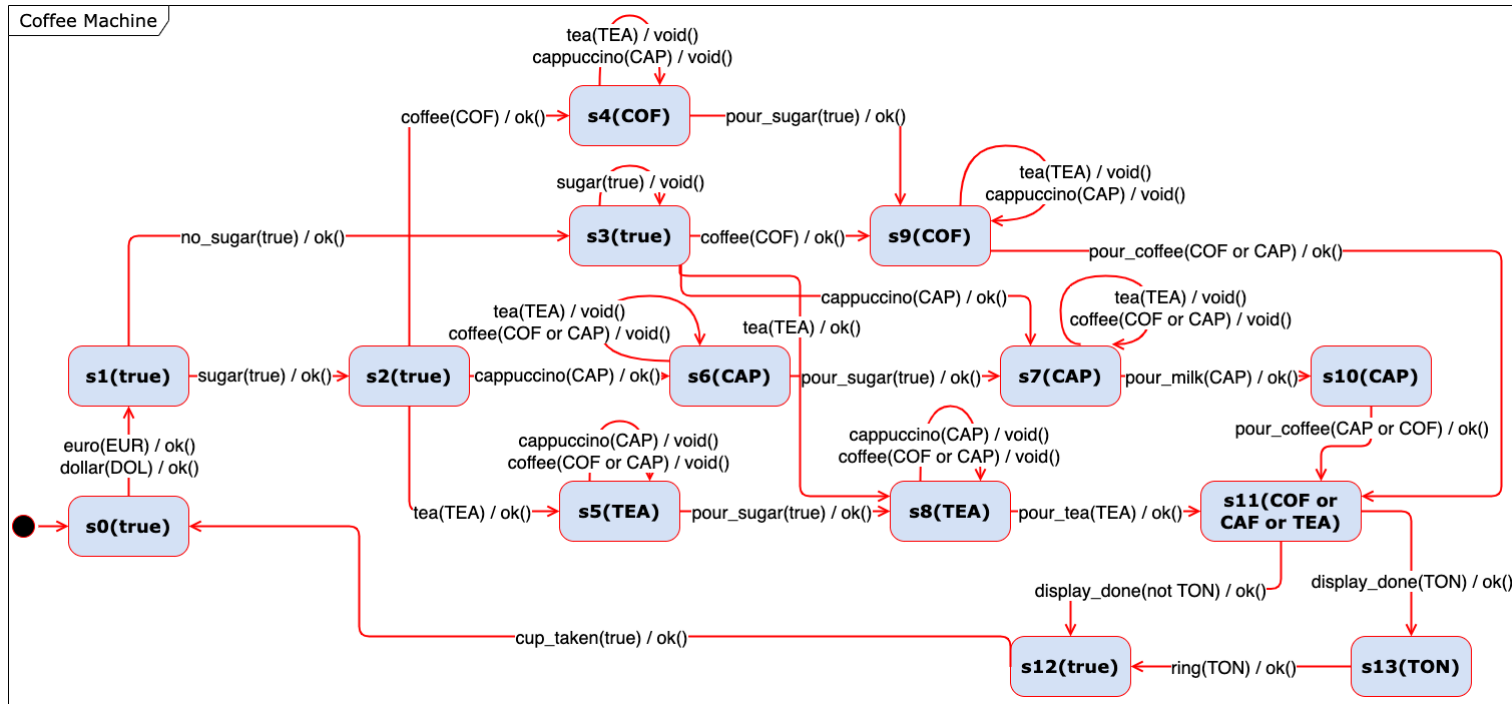 Coffee Machine
tea(TEA) / void()
cappuccino(CAP) / void()
coffee(COF) / ok()
s4(COF)
pour_sugar(true) / ok()
sugar(true) / void()
tea(TEA) / void()
cappuccino(CAP) / void()
no_sugar(true) / ok()
s3(true)
coffee(COF) / ok()
s9(COF)
pour_coffee(COF or CAP) / ok()
cappuccino(CAP) / ok()
tea(TEA) / void()
coffee(COF or CAP) / void()
tea(TEA) / void()
coffee(COF or CAP) / void()
tea(TEA) / ok()
s1(true)
sugar(true) / ok()
s2(true)
cappuccino(CAP) / ok()
s6(CAP)
pour_sugar(true) / ok()
s7(CAP)
pour_milk(CAP) / ok()
s10(CAP)
euro(EUR) / ok()
dollar(DOL) / ok()
cappuccino(CAP) / void()
coffee(COF or CAP) / void()
cappuccino(CAP) / void()
coffee(COF or CAP) / void()
pour_coffee(CAP or COF) / ok()
s0(true)
tea(TEA) / ok()
s5(TEA)
pour_sugar(true) / ok()
s8(TEA)
pour_tea(TEA) / ok()
s11(COF or
CAF or TEA)
display_done(not TON) / ok()
display_done(TON) / ok()
cup_taken(true) / ok()
s12(true)
ring(TON) / ok()
s13(TON)